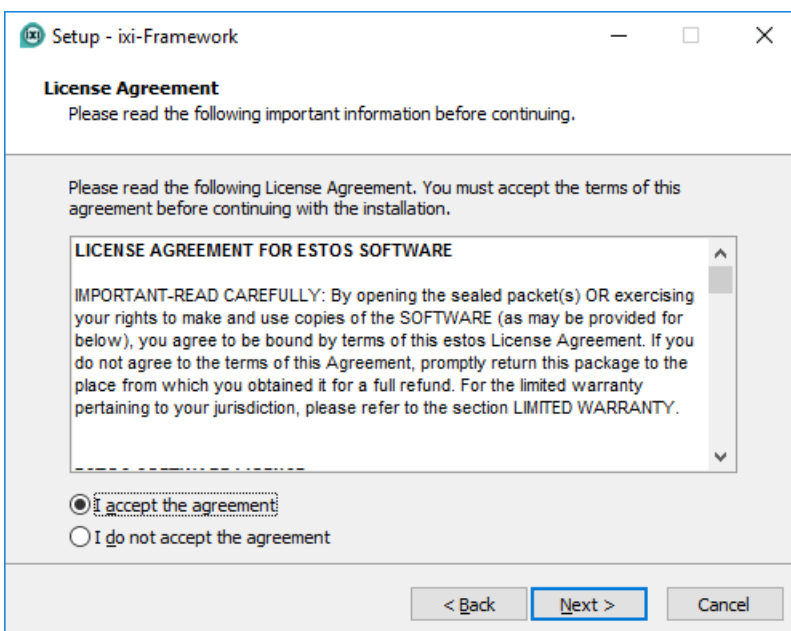 ixi
Setup - ixi-Framework
License Agreement
Please read the following important information before continuing.
Please read the following License Agreement. You must accept the terms of this
agreement before continuing with the installation.
LICENSE AGREEMENT FOR ESTOS SOFTWARE
IMPORTANT-READ CAREFULLY: By opening the sealed packet(s) OR exercising
your rights to make and use copies of the SOFTWARE (as may be provided for
below), you agree to be bound by terms of this estos License Agreement. If you
do not agree to the terms of this Agreement, promptly return this package to the
place from which you obtained it for a full refund. For the limited warranty
pertaining to your jurisdiction, please refer to the section LIMITED WARRANTY.
I accept the agreement
I do not accept the agreement
< Back
Next >
Cancel